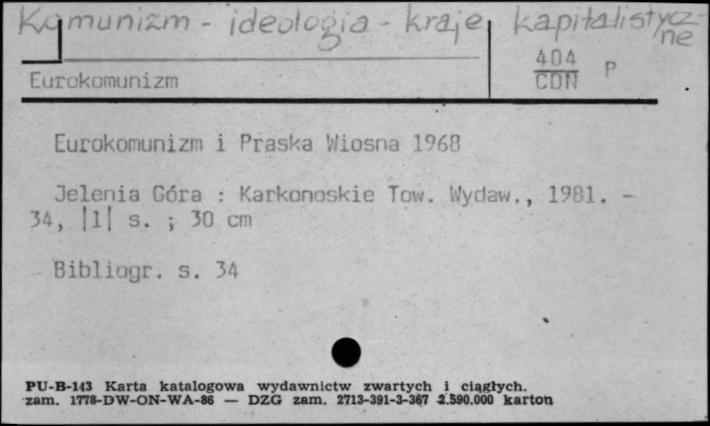 Komunizm - ideologia - kraje kapitalistycz-
ne
404
CDN
P
Eurokomunizm
Eurokomunizm i Praska Wiosna 1968
Jelenia Góra : Karkonoskie Tow. Wydaw., 1981. -
34, |1| s. ; 30 cm
Bibliogr. s. 34
PU-B-143 Karta katalogowa wydawnictw zwartych i ciągłych.
zam. 1778-DW-ON-WA-86 — DZG zam. 2713-391-3-367 2.590.000 karton